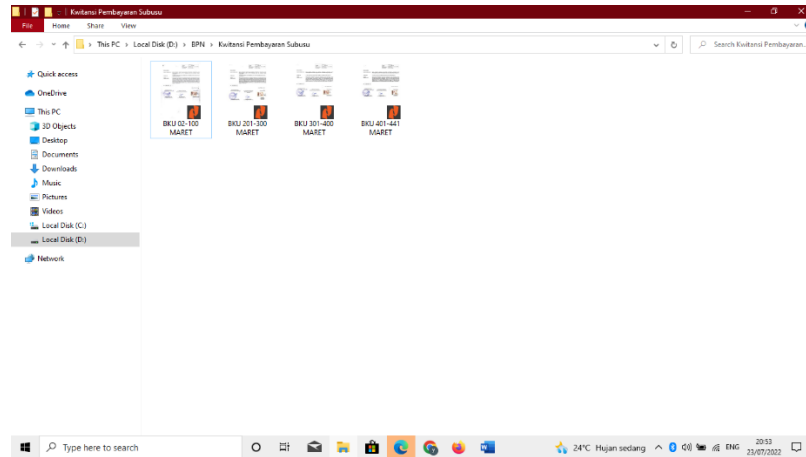 Kwitansi Pembayaran Subusu
File Home Share View
This PC > Local Disk (D:) > BPN > Kwitansi Pembayaran Subusu
Search Kwitansi Pembayaran...
Quick access
OneDrive
This PC
3D Objects
Desktop
Documents
Downloads
Music
Pictures
Videos
Local Disk (C:)
Local Disk (D:)
Network
BKU 02-100 MARET
BKU 201-300 MARET
BKU 301-400 MARET
BKU 401-441 MARET
Type here to search
24°C Hujan sedang
ENG
20:53
23/07/2022